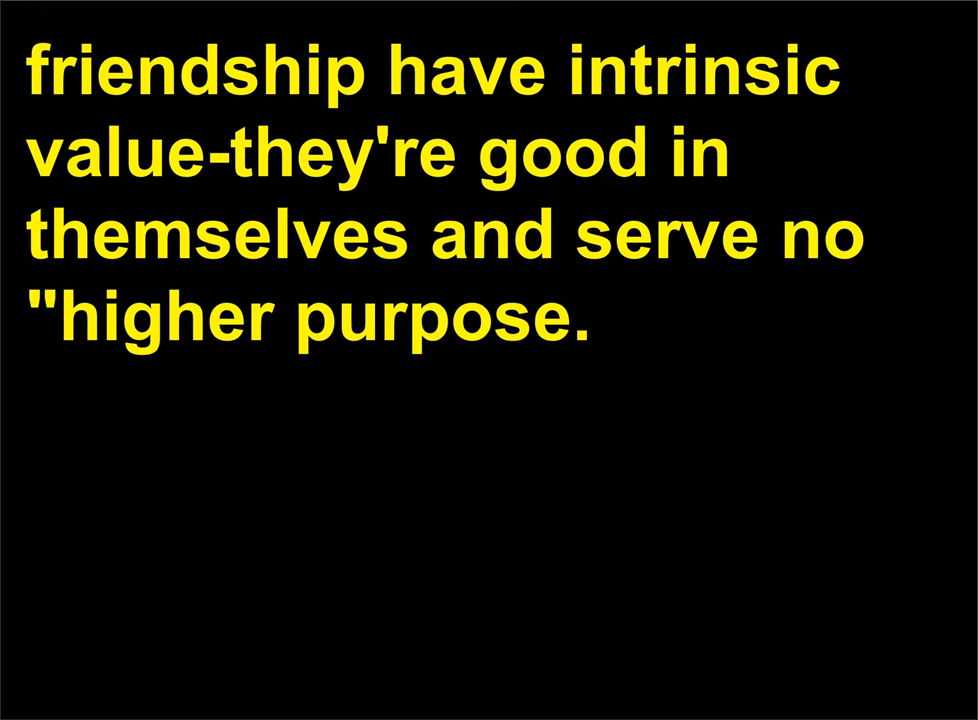 friendship have intrinsic
value-they're good in
themselves and serve no
"higher purpose.